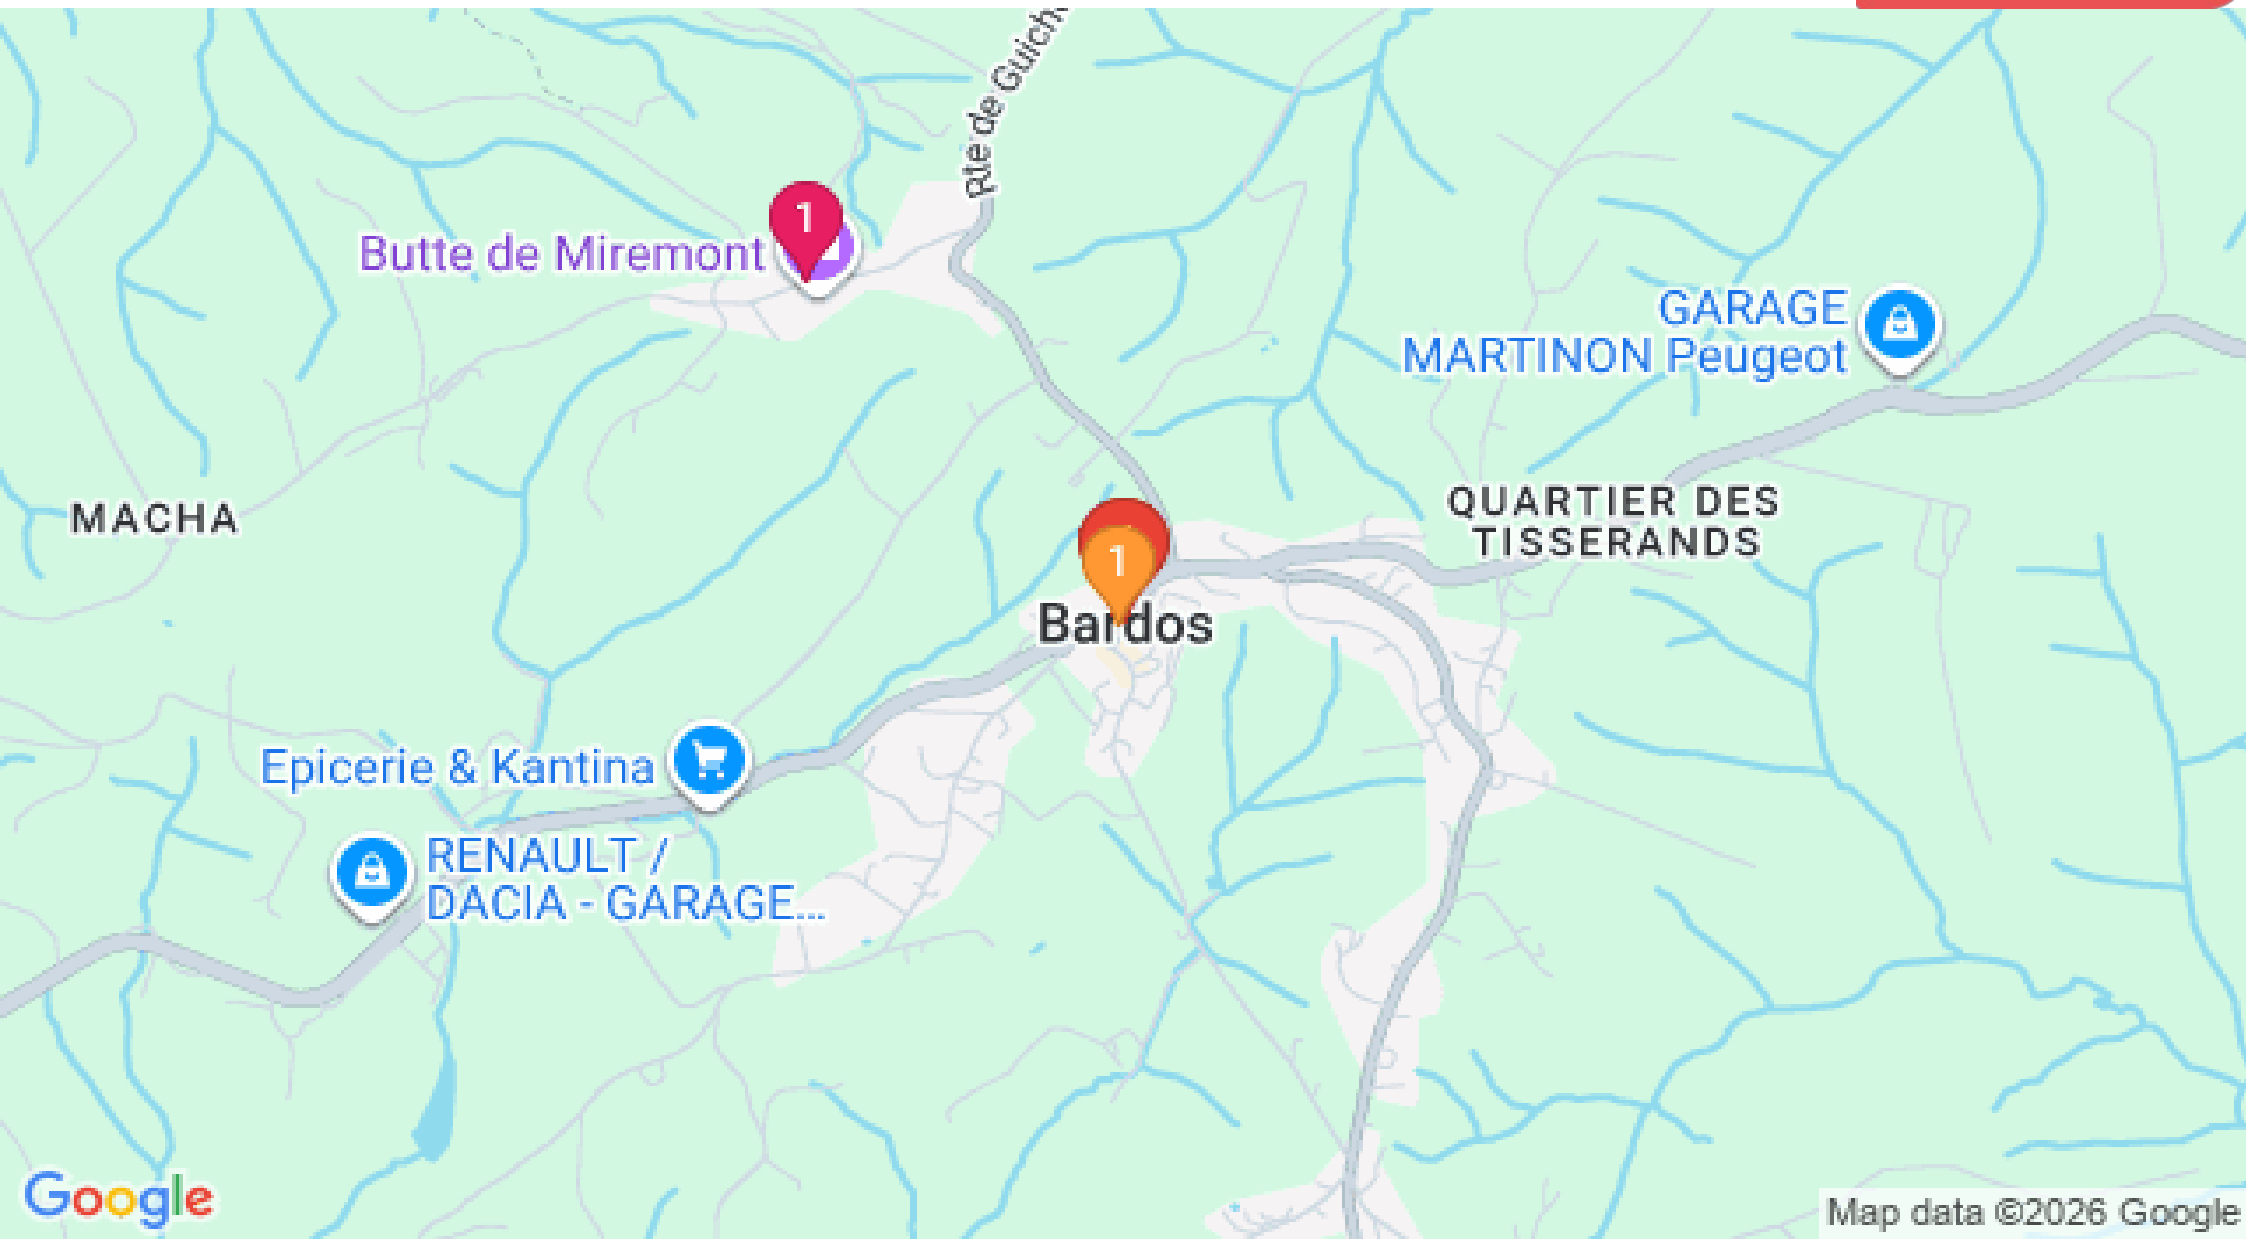 Rte de Guich
1
Butte de Miremont
GARAGE
MARTINON Peugeot
MACHA
QUARTIER DES
TISSERANDS
1
Bardos
Epicerie & Kantina
RENAULT /
DACIA - GARAGE...
Google
Map data ©2026 Google